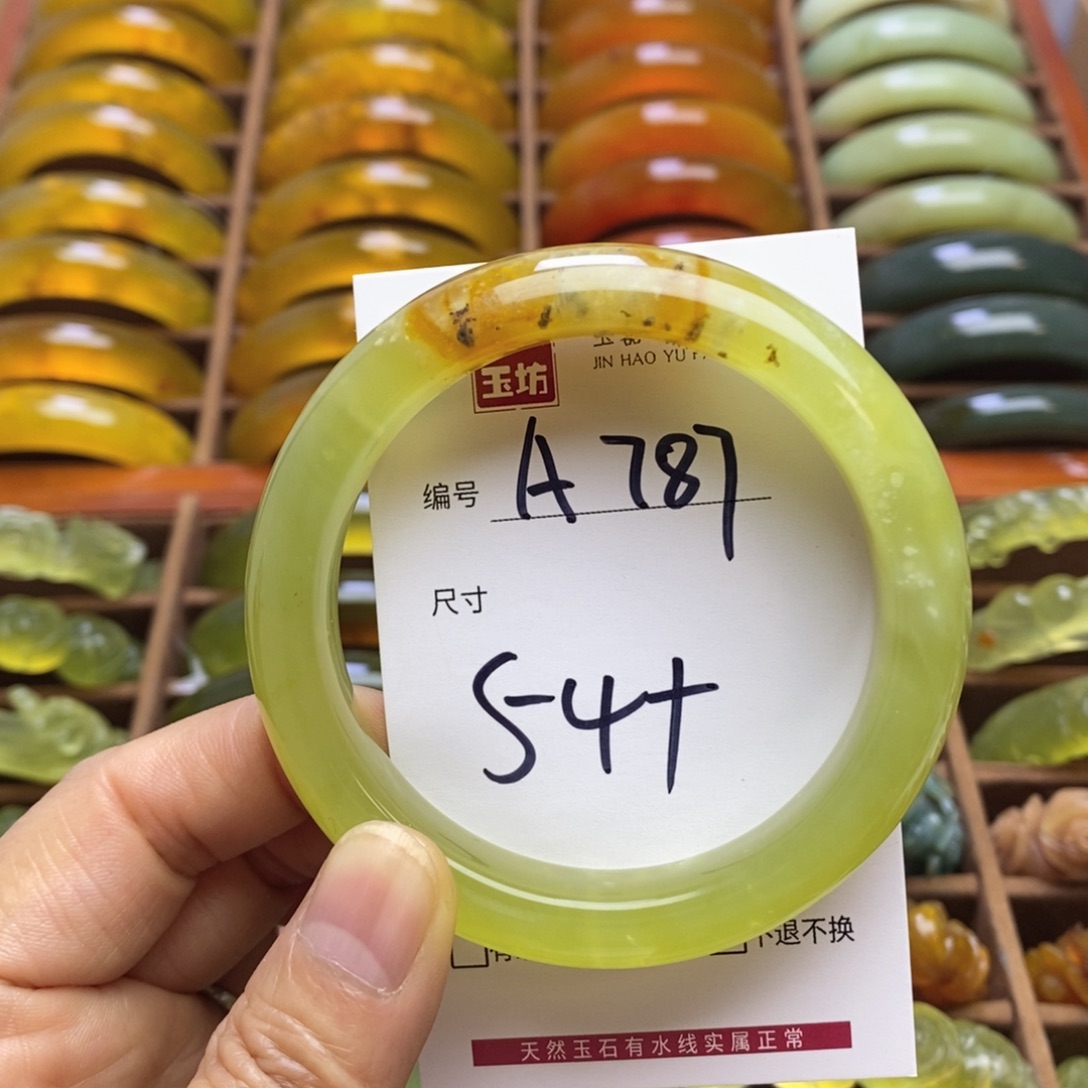 玉坊
JIN HAO YU
编号 A787
尺寸
54+
不退不换
天然玉石有水线实属正常